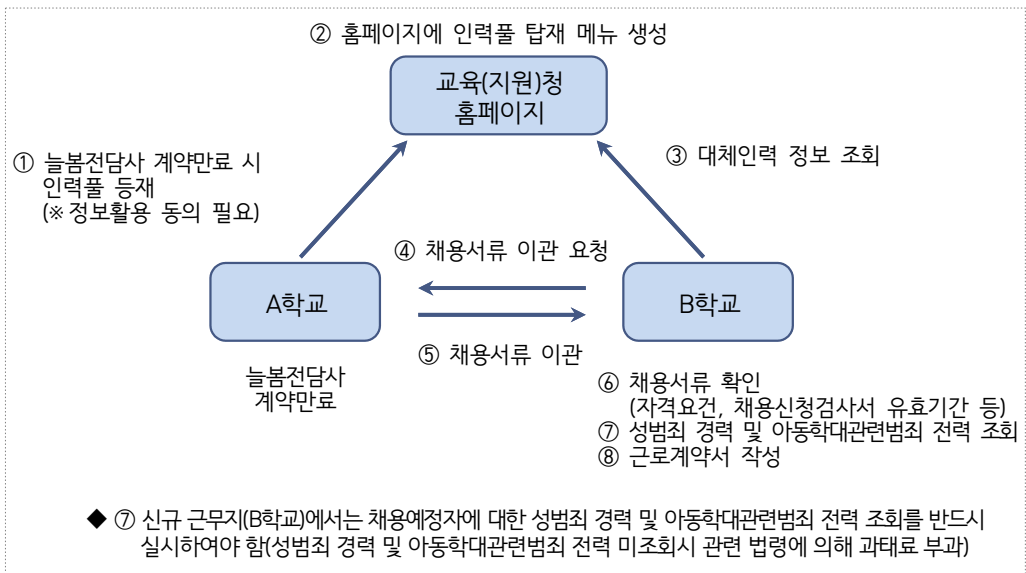 ② 홈페이지에 인력풀 탑재 메뉴 생성
교육(지원)청
홈페이지
① 늘봄전담사 계약만료 시
인력풀 등재
(※ 정보활용 동의 필요)
③ 대체인력 정보 조회
④ 채용서류 이관 요청
A학교
B학교
⑤ 채용서류 이관
늘봄전담사
계약만료
⑥ 채용서류 확인
(자격요건, 채용신청검사서 유효기간 등)
⑦ 성범죄 경력 및 아동학대관련범죄 전력 조회
⑧ 근로계약서 작성
◆ ⑦ 신규 근무지(B학교)에서는 채용예정자에 대한 성범죄 경력 및 아동학대관련범죄 전력 조회를 반드시
실시하여야 함(성범죄 경력 및 아동학대관련범죄 전력 미조회시 관련 법령에 의해 과태료 부과)